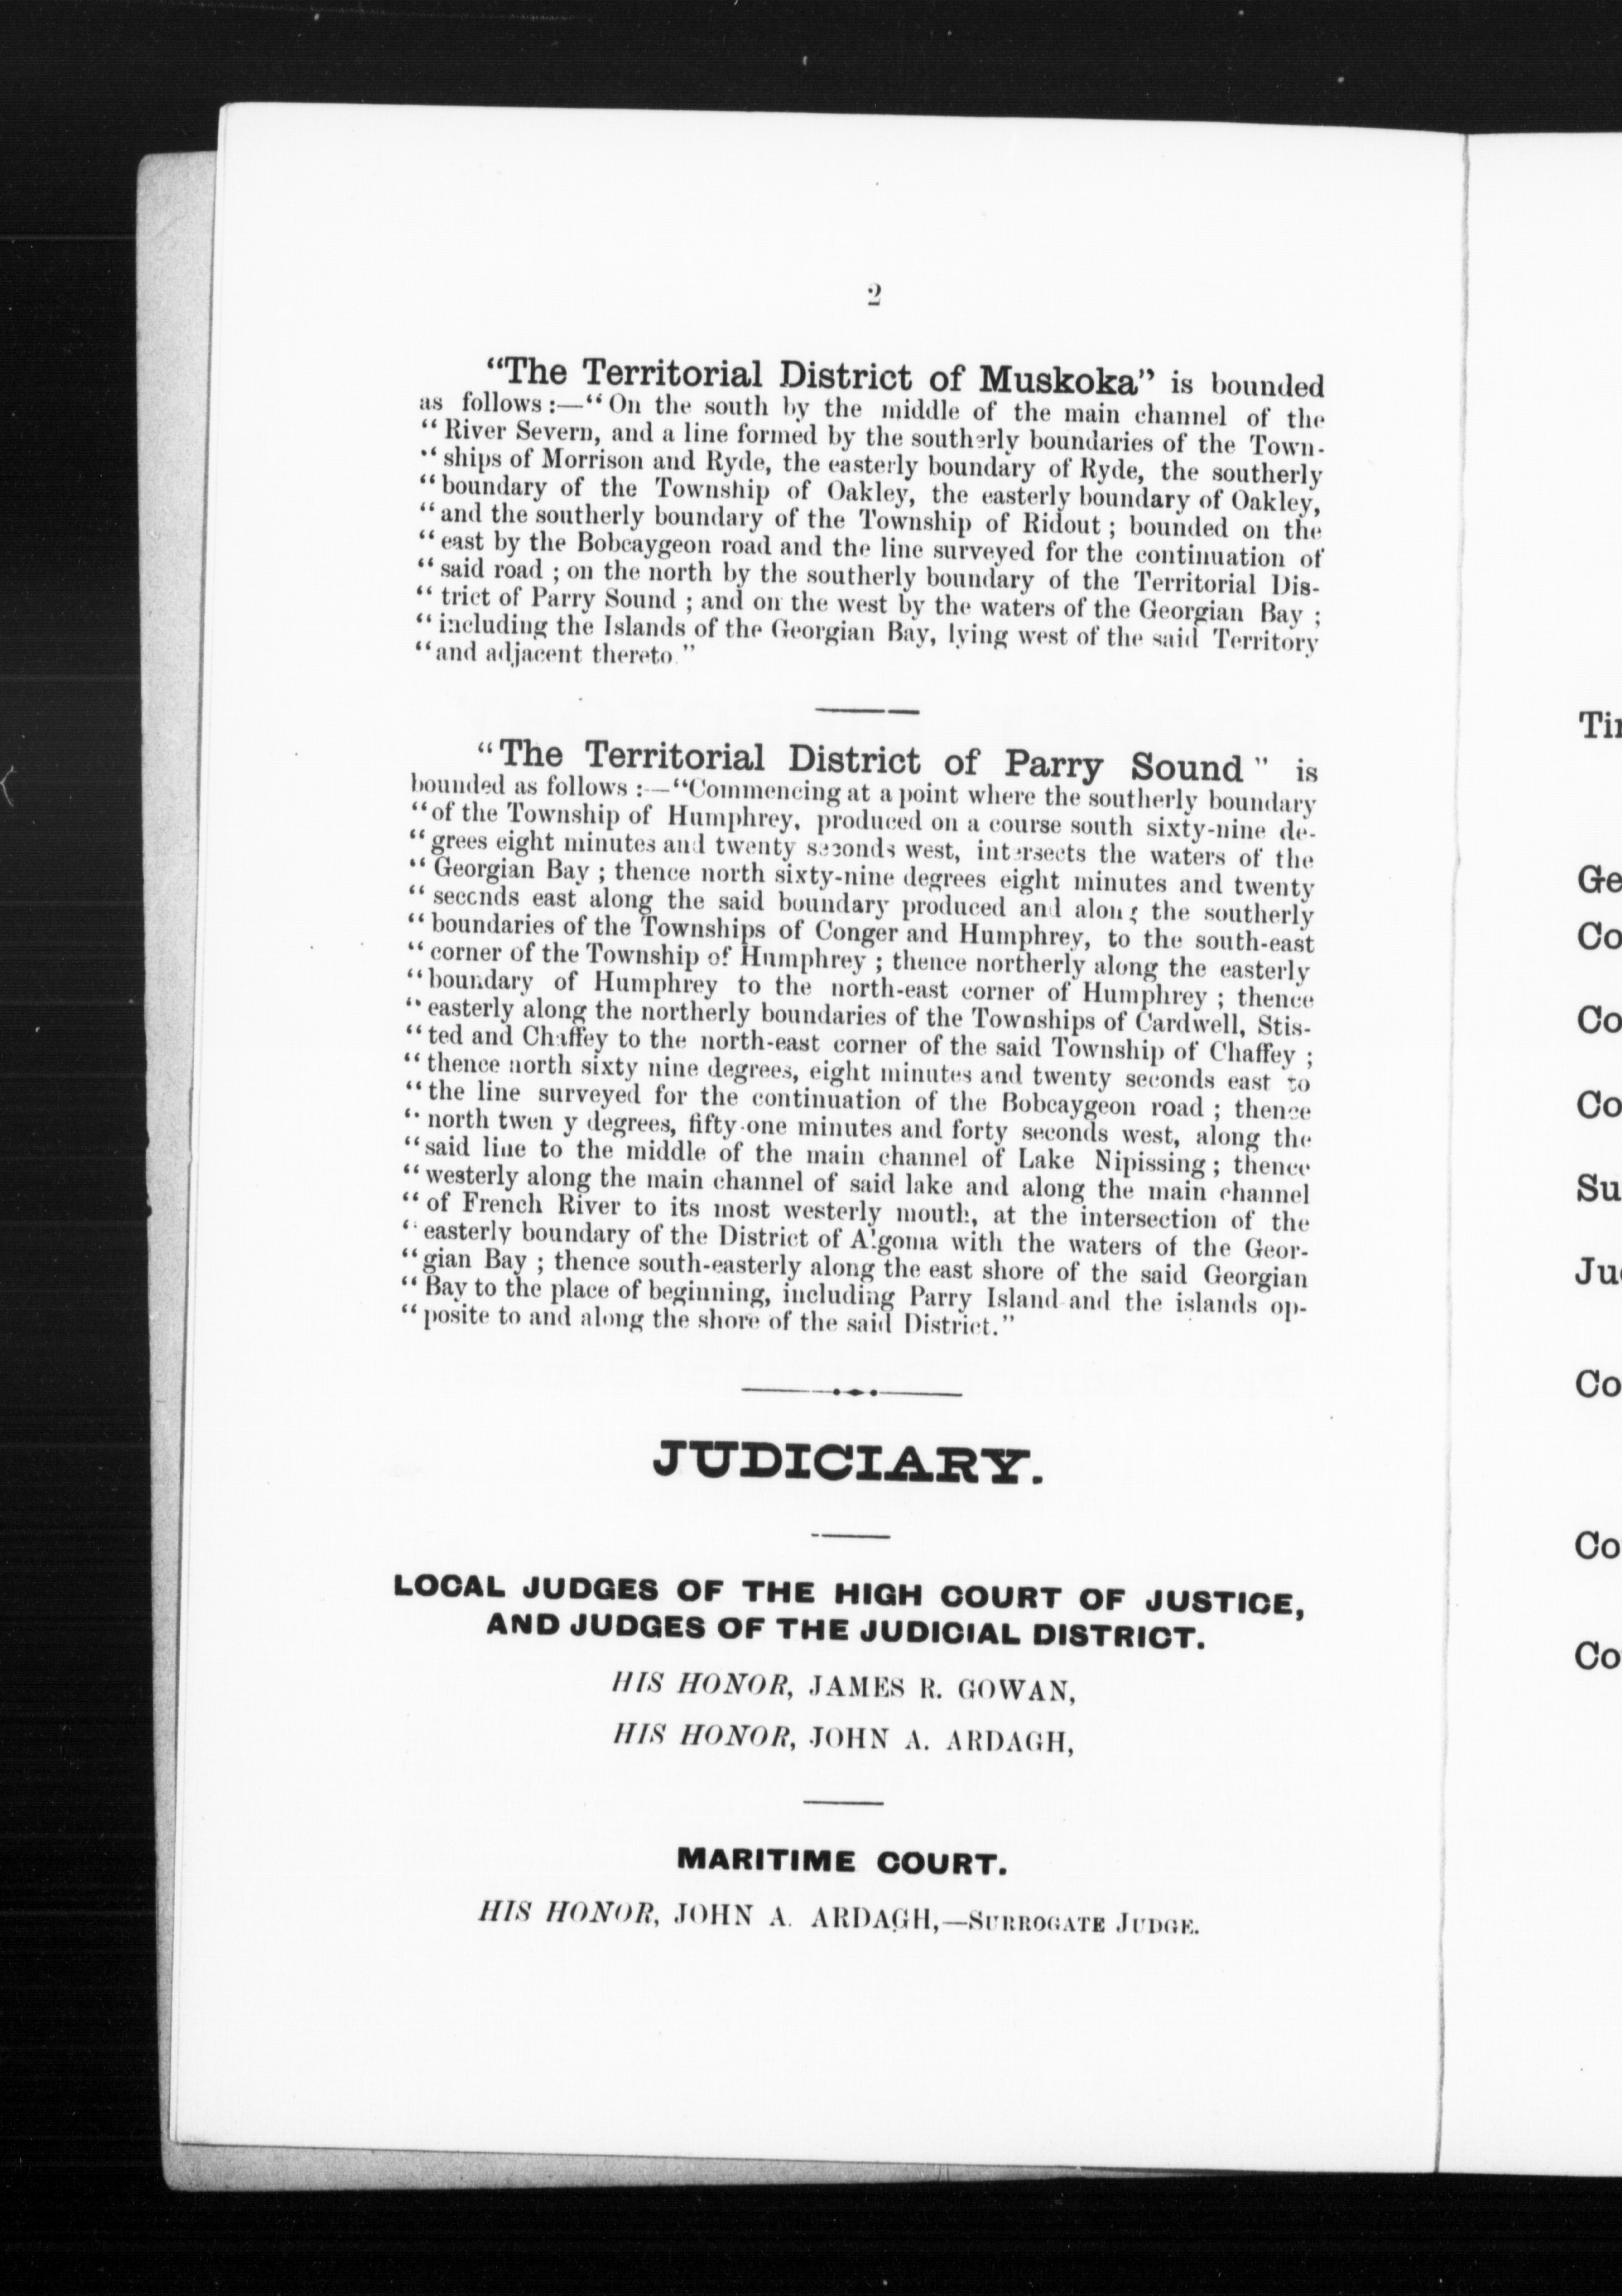 2
“The Territorial District of Muskoka” is bounded
as follows :—“ On the south by the middle of the main channel of the
“ River Severn, and a line formed by the southerly boundaries of the Town-
“ ships of Morrison and Ryde, the easterly boundary of Ryde, the southerly
“ boundary of the Township of Oakley, the easterly boundary of Oakley,
“ and the southerly boundary of the Township of Ridout ; bounded on the
“ east by the Bobcaygeon road and the line surveyed for the continuation of
“ said road ; on the north by the southerly boundary of the Territorial Dis-
“ trict of Parry Sound ; and on the west by the waters of the Georgian Bay ;
“ including the Islands of the Georgian Bay, lying west of the said Territory
“ and adjacent thereto.”
“The Territorial District of Parry Sound” is
bounded as follows :—“Commencing at a point where the southerly boundary
“ of the Township of Humphrey, produced on a course south sixty-nine de-
“ grees eight minutes and twenty seconds west, intersects the waters of the
“ Georgian Bay ; thence north sixty-nine degrees eight minutes and twenty
“ seccnds east along the said boundary produced and along the southerly
“ boundaries of the Townships of Conger and Humphrey, to the south-east
“ corner of the Township of Humphrey ; thence northerly along the easterly
“ boundary of Humphrey to the north-east corner of Humphrey ; thence
“ easterly along the northerly boundaries of the Townships of Cardwell, Stis-
“ ted and Chaffey to the north-east corner of the said Township of Chaffey ;
“ thence north sixty nine degrees, eight minutes and twenty seconds east to
“ the line surveyed for the continuation of the Bobcaygeon road ; thence
“ north twen y degrees, fifty-one minutes and forty seconds west, along the
“ said line to the middle of the main channel of Lake Nipissing ; thence
“ westerly along the main channel of said lake and along the main channel
“ of French River to its most westerly mouth, at the intersection of the
“ easterly boundary of the District of Algoma with the waters of the Geor-
“ gian Bay ; thence south-easterly along the east shore of the said Georgian
“ Bay to the place of beginning, including Parry Island and the islands op-
“ posite to and along the shore of the said District.”
JUDICIARY.
LOCAL JUDGES OF THE HIGH COURT OF JUSTICE,
AND JUDGES OF THE JUDICIAL DISTRICT.
HIS HONOR, JAMES R. GOWAN,
HIS HONOR, JOHN A. ARDAGH,
MARITIME COURT.
HIS HONOR, JOHN A. ARDAGH,—SURROGATE JUDGE.
Ge
Co
Co
Co
Su
Co
Co
Co